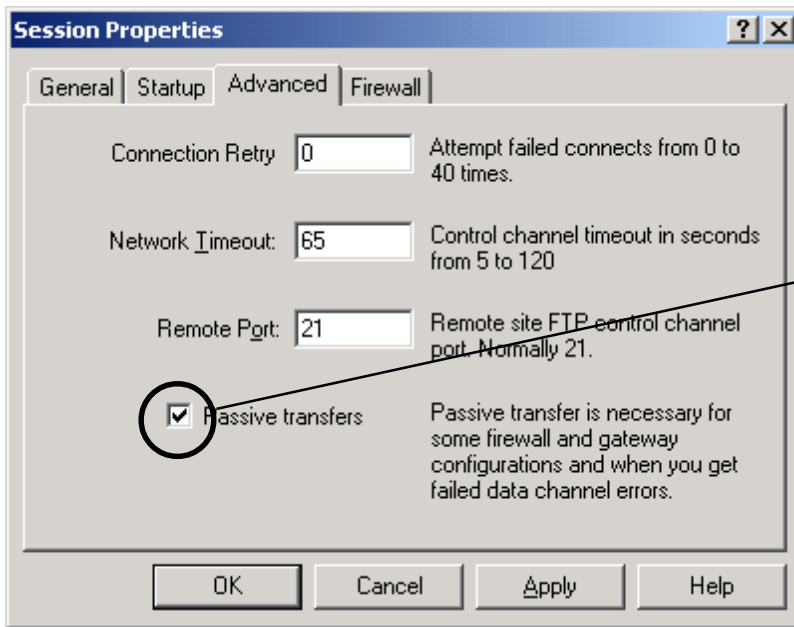 Session Properties
General Startup Advanced Firewall
Connection Retry 0 Attempt failed connects from 0 to
40 times.
Network Timeout: 65 Control channel timeout in seconds
from 5 to 120
Remote Port: 21 Remote site FTP control channel
port. Normally 21.
Passive transfers Passive transfer is necessary for
some firewall and gateway
configurations and when you get
failed data channel errors.
OK Cancel Apply Help